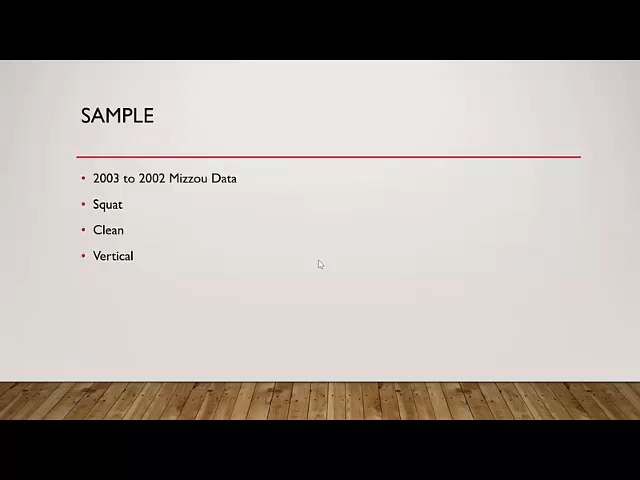 SAMPLE
• 2003 to 2002 Mizzou Data
• Squat
• Clean
• Vertical